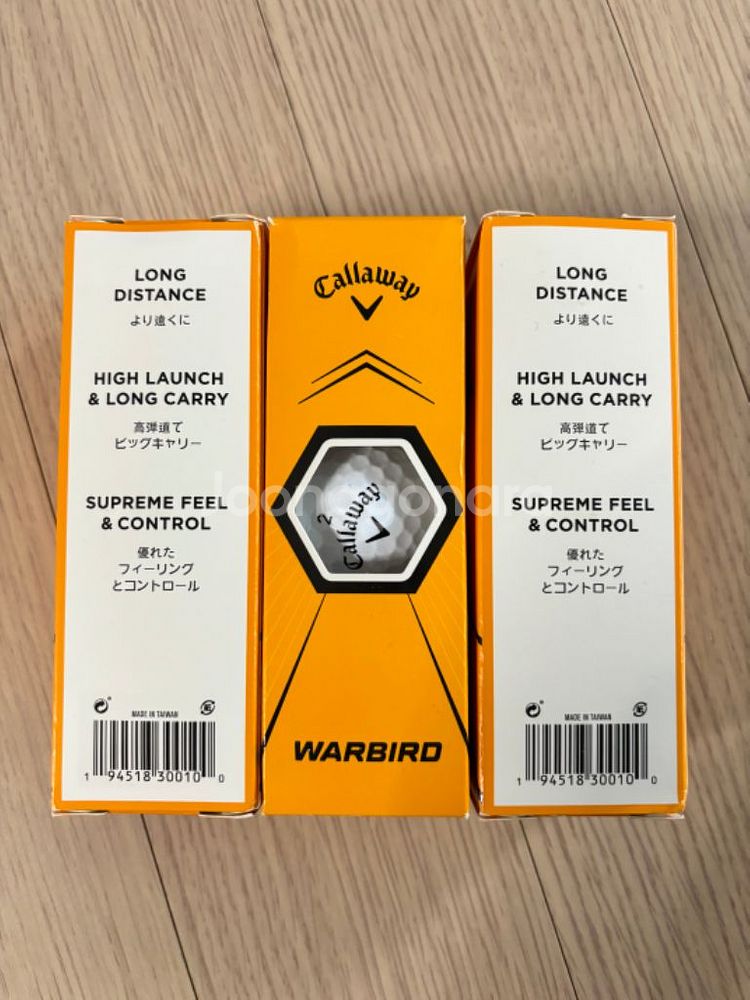 LONG
DISTANCE
より遠くに
HIGH LAUNCH
& LONG CARRY
高弾道で
ビッグキャリー
SUPREME FEEL
& CONTROL
優れた
フィーリング
とコントロール
MADE IN TAIWAN
1 94518 30010 0
Callaway
2
Callaway
WARBIRD
LONG
DISTANCE
より遠くに
HIGH LAUNCH
& LONG CARRY
高弾道で
ビッグキャリー
SUPREME FEEL
& CONTROL
優れた
フィーリング
とコントロール
MADE IN TAIWAN
1 94518 30010 0